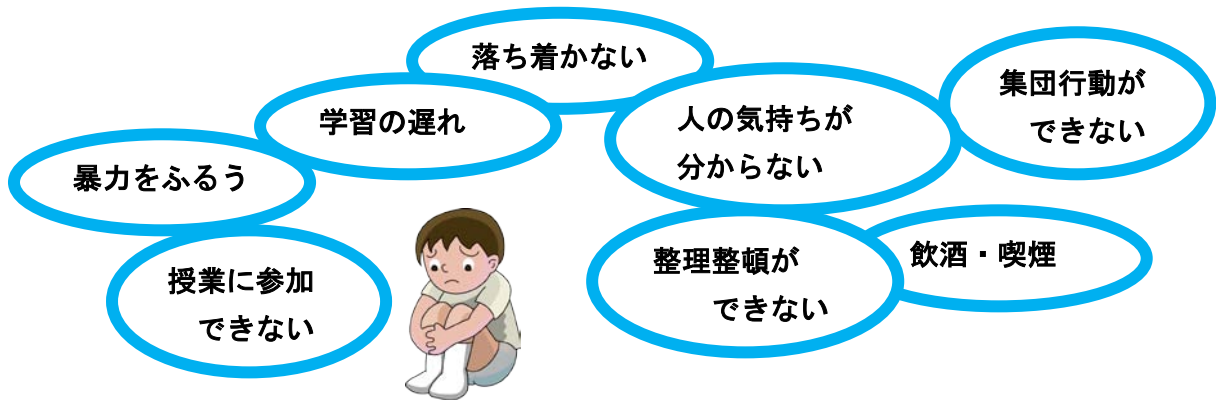 落ち着かない
学習の遅れ
人の気持ちが
分からない
集団行動が
できない
暴力をふるう
授業に参加
できない
整理整頓が
できない
飲酒・喫煙